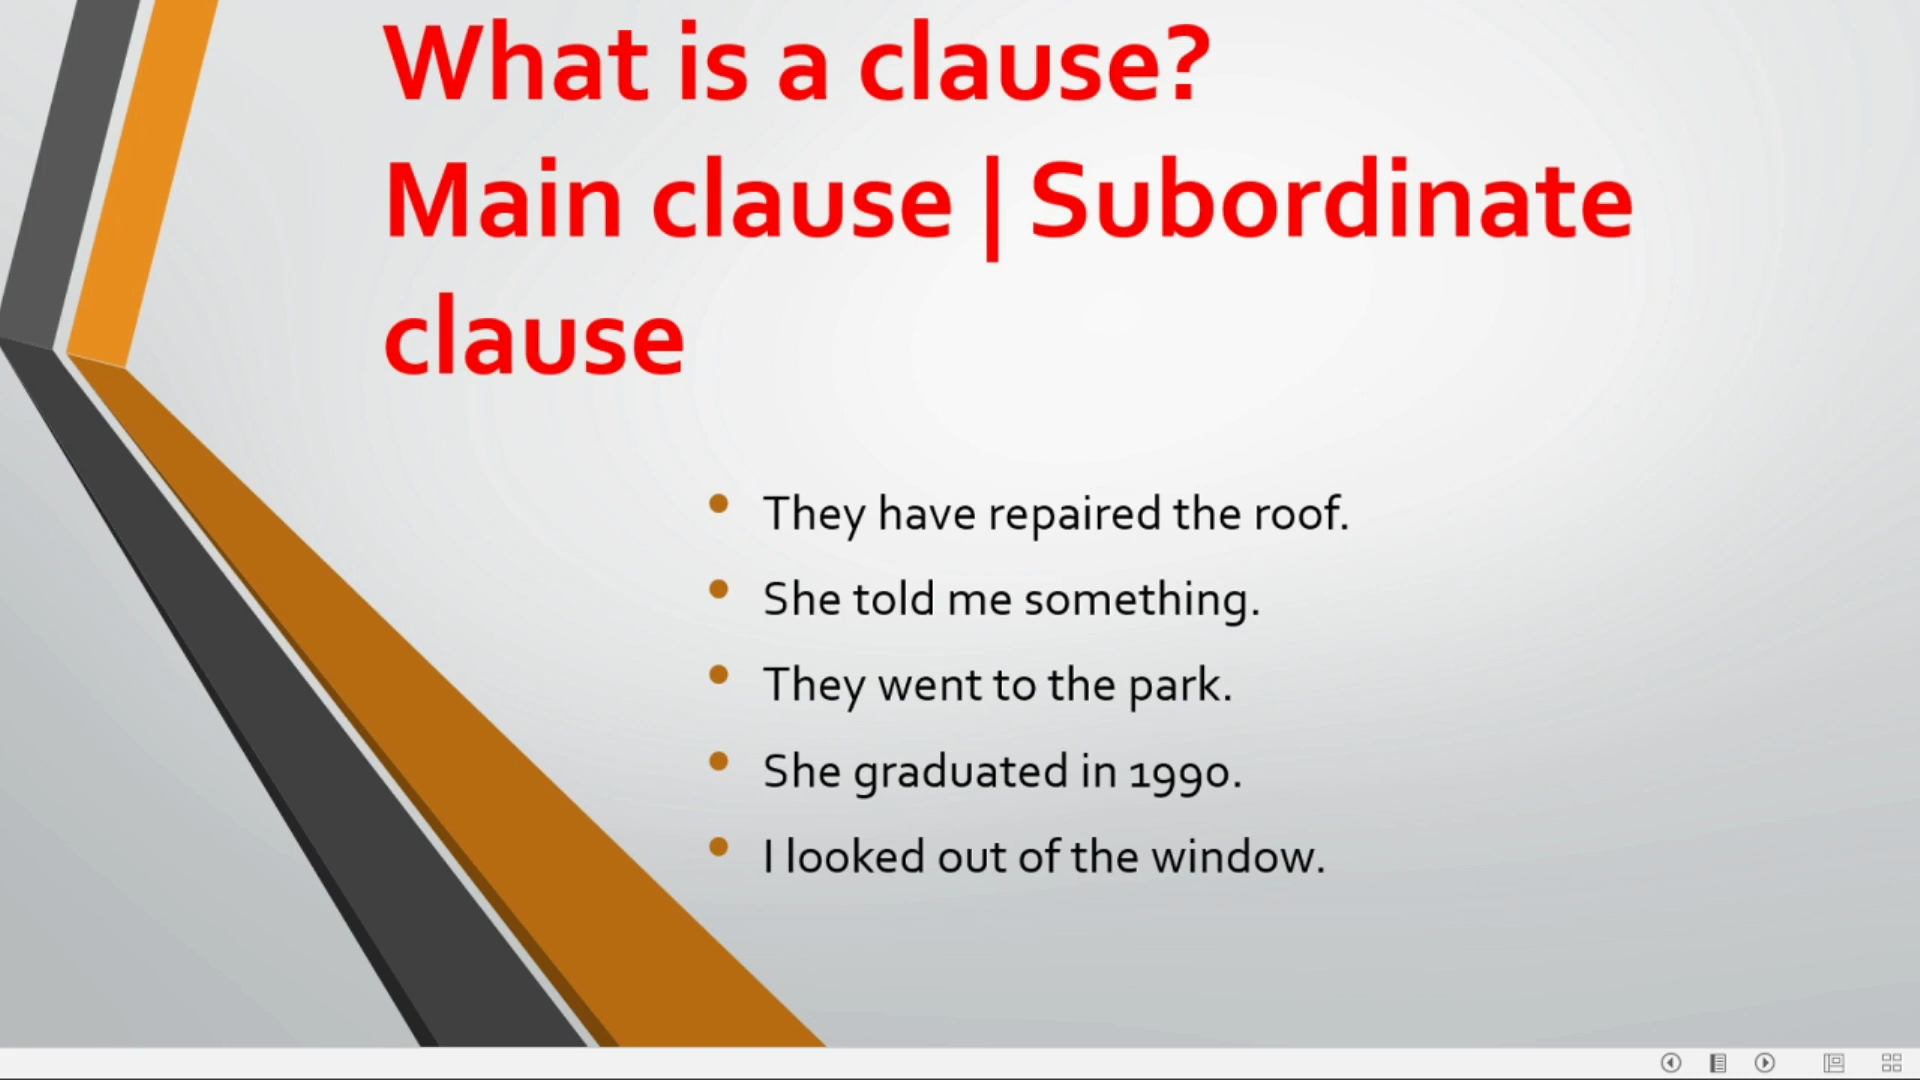 What is a clause?
Main clause | Subordinate
clause
They have repaired the roof.
She told me something.
They went to the park.
She graduated in 1990.
I looked out of the window.